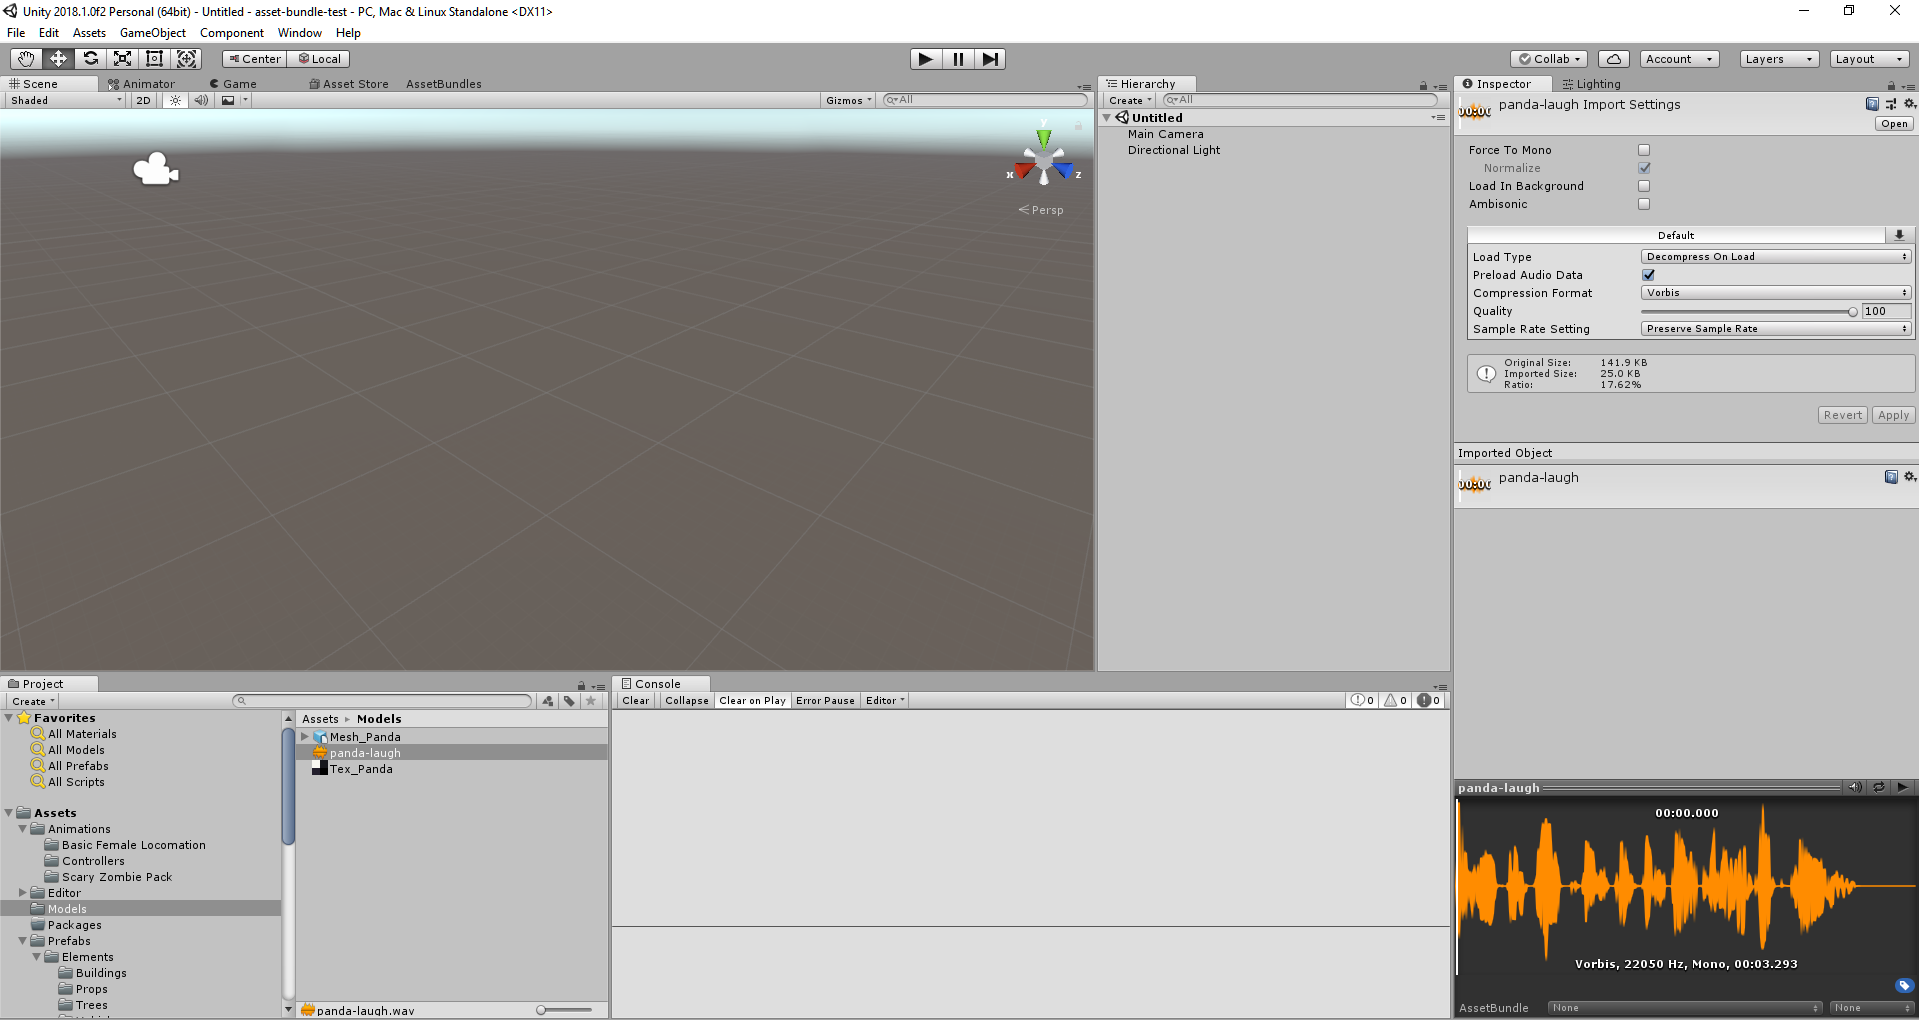 Unity 2018.1.0f2 Personal (64bit) - Untitled - asset-bundle-test - PC, Mac & Linux Standalone <DX11>
File Edit Assets GameObject Component Window Help
Center Local Collab Account Layers Layout
Scene Animator Game Asset Store AssetBundles
Shaded 2D Gizmos All
y
x z
Persp
Hierarchy
Create All
Untitled
Main Camera
Directional Light
Inspector Lighting
panda-laugh Import Settings
Open
Force To Mono
Normalize
Load In Background
Ambisonic
Default
Load Type Decompress On Load
Preload Audio Data
Compression Format Vorbis
Quality 100
Sample Rate Setting Preserve Sample Rate
Original Size: 141.9 KB
Imported Size: 25.0 KB
Ratio: 17.62%
Revert Apply
Imported Object
panda-laugh
Project
Create
Favorites
All Materials
All Models
All Prefabs
All Scripts
Assets
Animations
Basic Female Locomation
Controllers
Scary Zombie Pack
Editor
Models
Packages
Prefabs
Elements
Buildings
Props
Trees
Assets Models
Mesh_Panda
panda-laugh
Tex_Panda
panda-laugh.wav
Console
Clear Collapse Clear on Play Error Pause Editor 0 0 0
panda-laugh
00:00.000
Vorbis, 22050 Hz, Mono, 00:03.293
AssetBundle None None